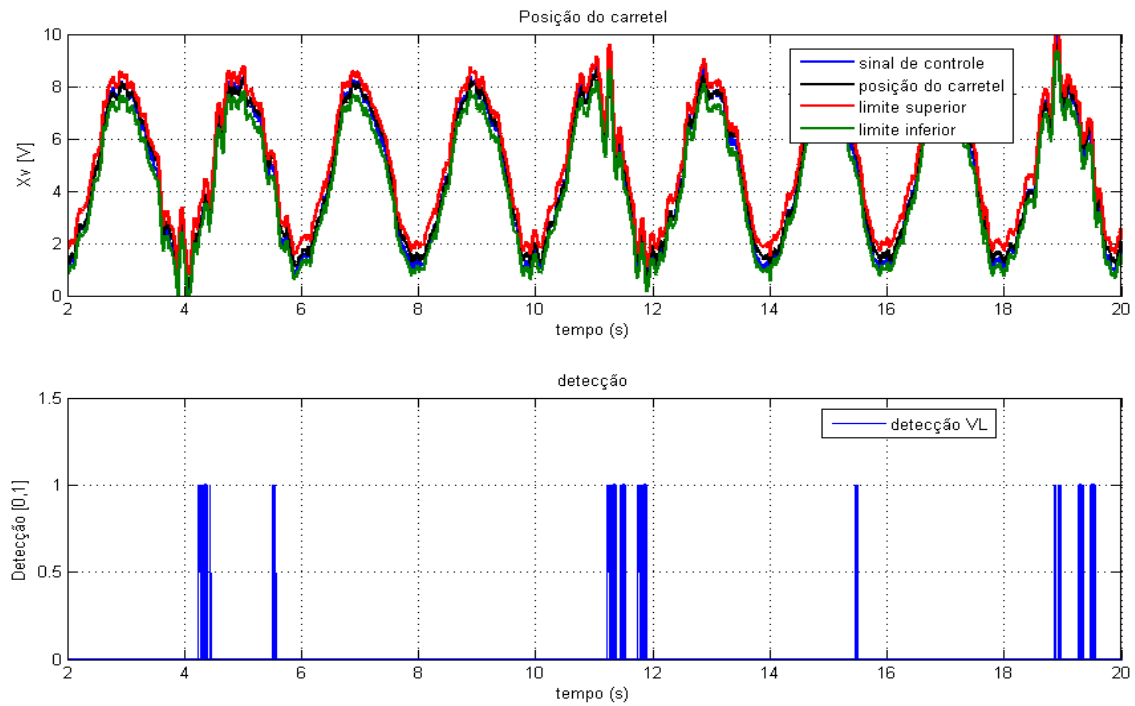 Posição do carretel
10
8
6
4
2
0
Xv [V]
sinal de controle
posição do carretel
limite superior
limite inferior
2 4 6 8 10 12 14 16 18 20
tempo (s)
detecção
1.5
1
0.5
0
Detecção [0,1]
detecção VL
2 4 6 8 10 12 14 16 18 20
tempo (s)